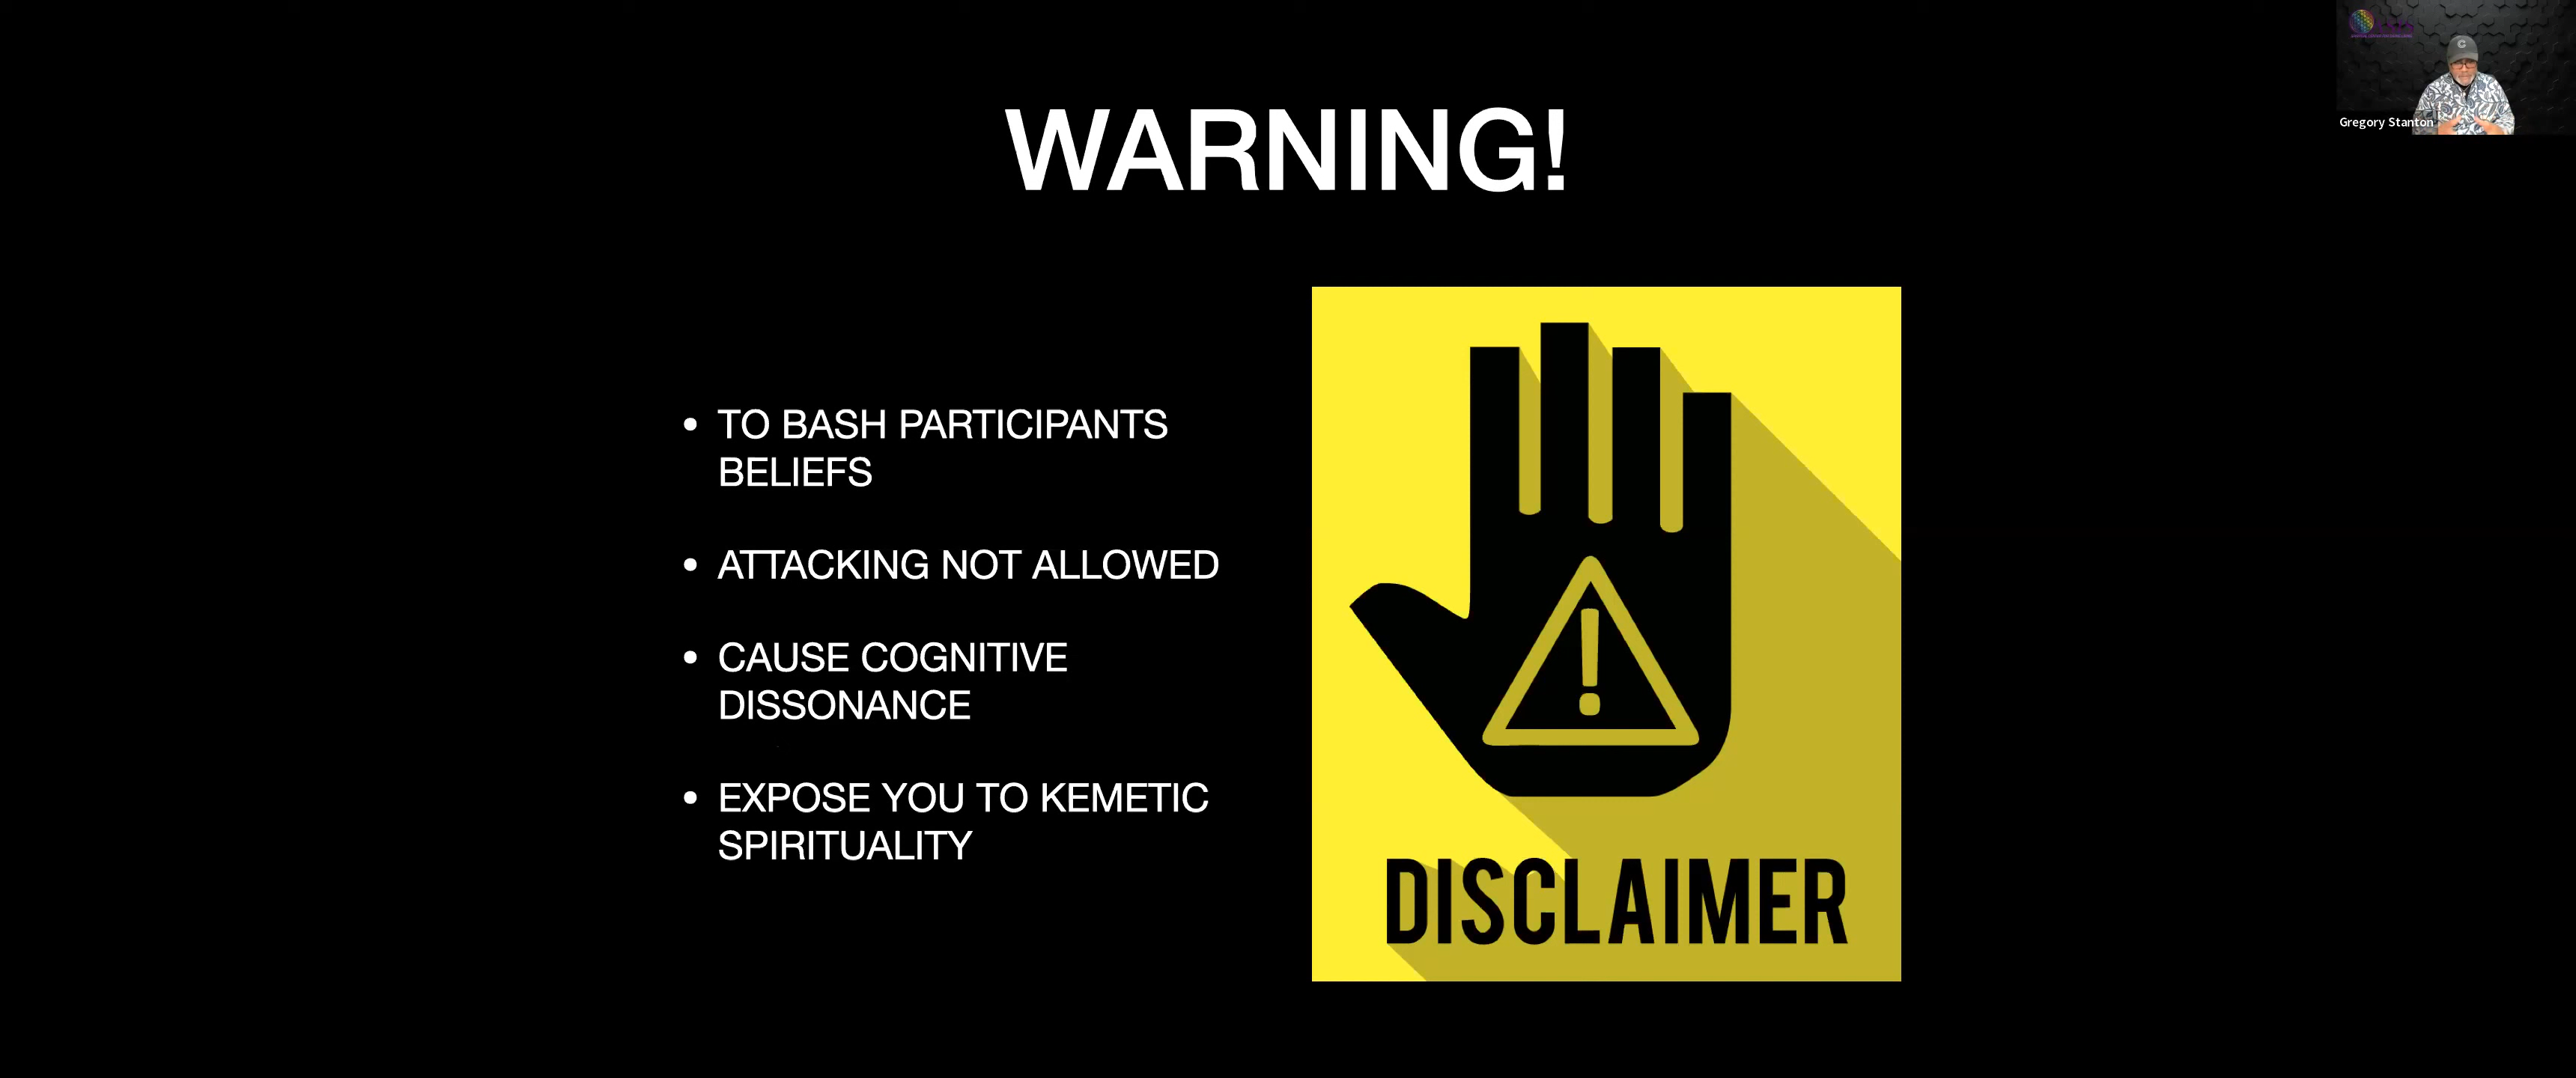 WARNING!
• TO BASH PARTICIPANTS
BELIEFS
• ATTACKING NOT ALLOWED
• CAUSE COGNITIVE
DISSONANCE
• EXPOSE YOU TO KEMETIC
SPIRITUALITY
!
DISCLAIMER
C
Gregory Stanton